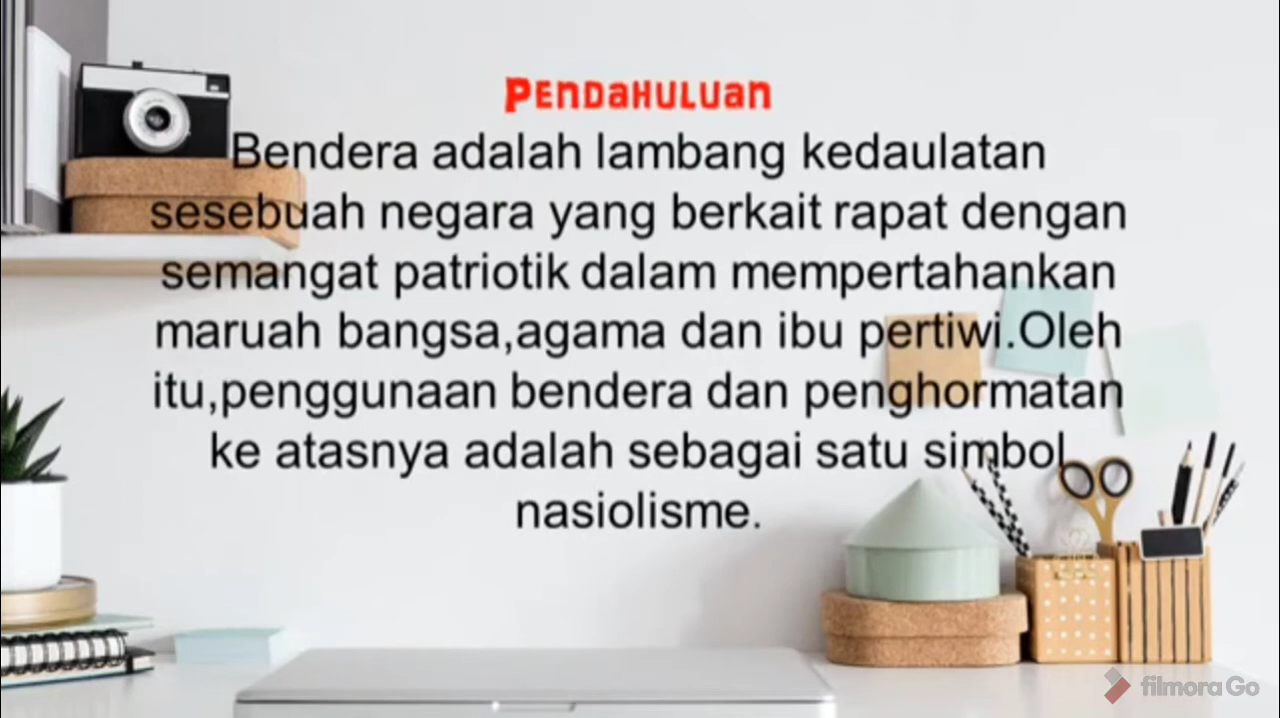 PENDAHULUAN
Bendera adalah lambang kedaulatan
sesebuah negara yang berkait rapat dengan
semangat patriotik dalam mempertahankan
maruah bangsa,agama dan ibu pertiwi.Oleh
itu,penggunaan bendera dan penghormatan
ke atasnya adalah sebagai satu simbol
nasiolisme.
filmora Go